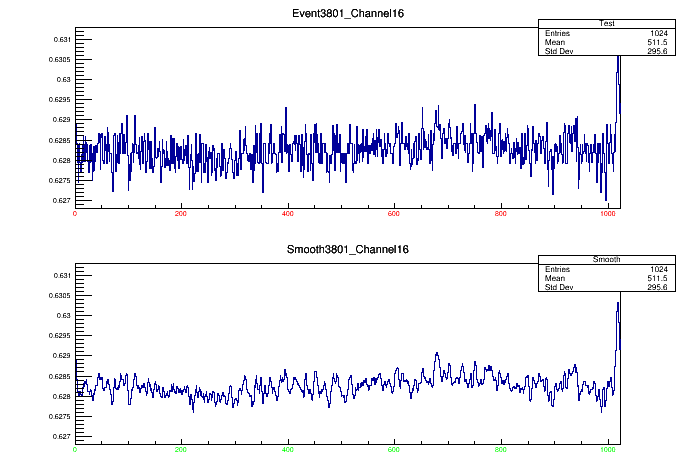 Event3801_Channel16
Test
Entries 1024
Mean 511.5
Std Dev 295.6
0.631
0.6305
0.63
0.6295
0.629
0.6285
0.628
0.6275
0.627
0 200 400 600 800 1000
Smooth3801_Channel16
Smooth
Entries 1024
Mean 511.5
Std Dev 295.6
0.631
0.6305
0.63
0.6295
0.629
0.6285
0.628
0.6275
0.627
0 200 400 600 800 1000